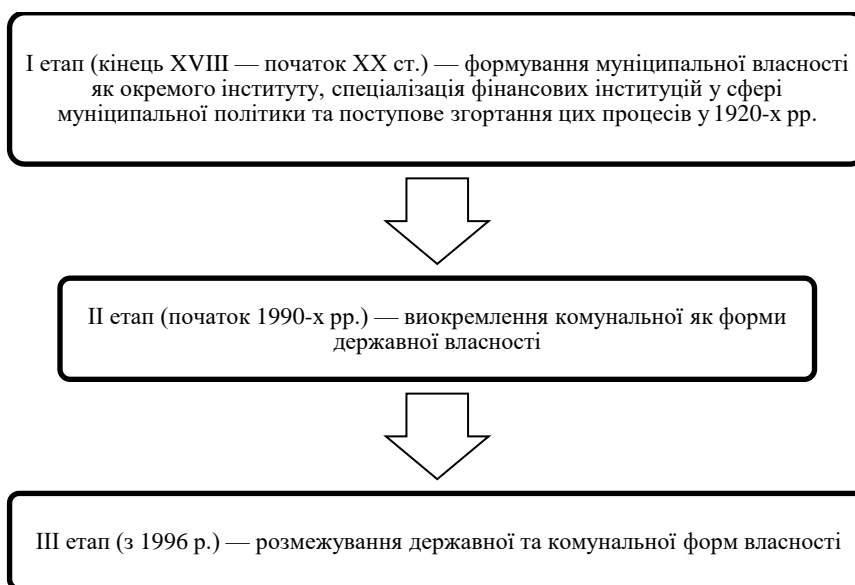 I етап (кінець XVIII — початок XX ст.) — формування муніципальної власності
як окремого інституту, спеціалізація фінансових інституцій у сфері
муніципальної політики та поступове згортання цих процесів у 1920-х рр.
II етап (початок 1990-х рр.) — виокремлення комунальної як форми
державної власності
III етап (з 1996 р.) — розмежування державної та комунальної форм власності